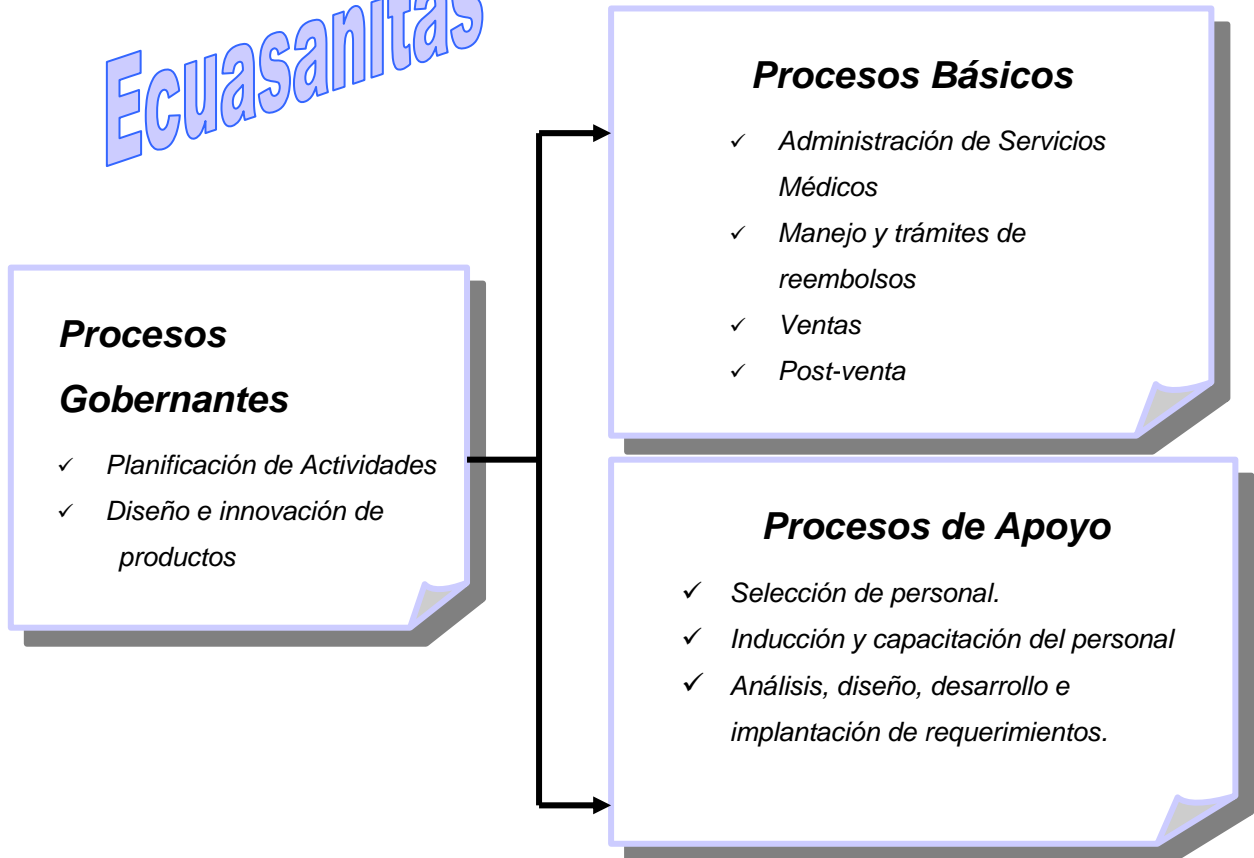 Ecuasanitas
Procesos Básicos
✓ Administración de Servicios
Médicos
✓ Manejo y trámites de
reembolsos
✓ Ventas
✓ Post-venta
Procesos
Gobernantes
✓ Planificación de Actividades
✓ Diseño e innovación de
productos
Procesos de Apoyo
✓ Selección de personal.
✓ Inducción y capacitación del personal
✓ Análisis, diseño, desarrollo e
implantación de requerimientos.